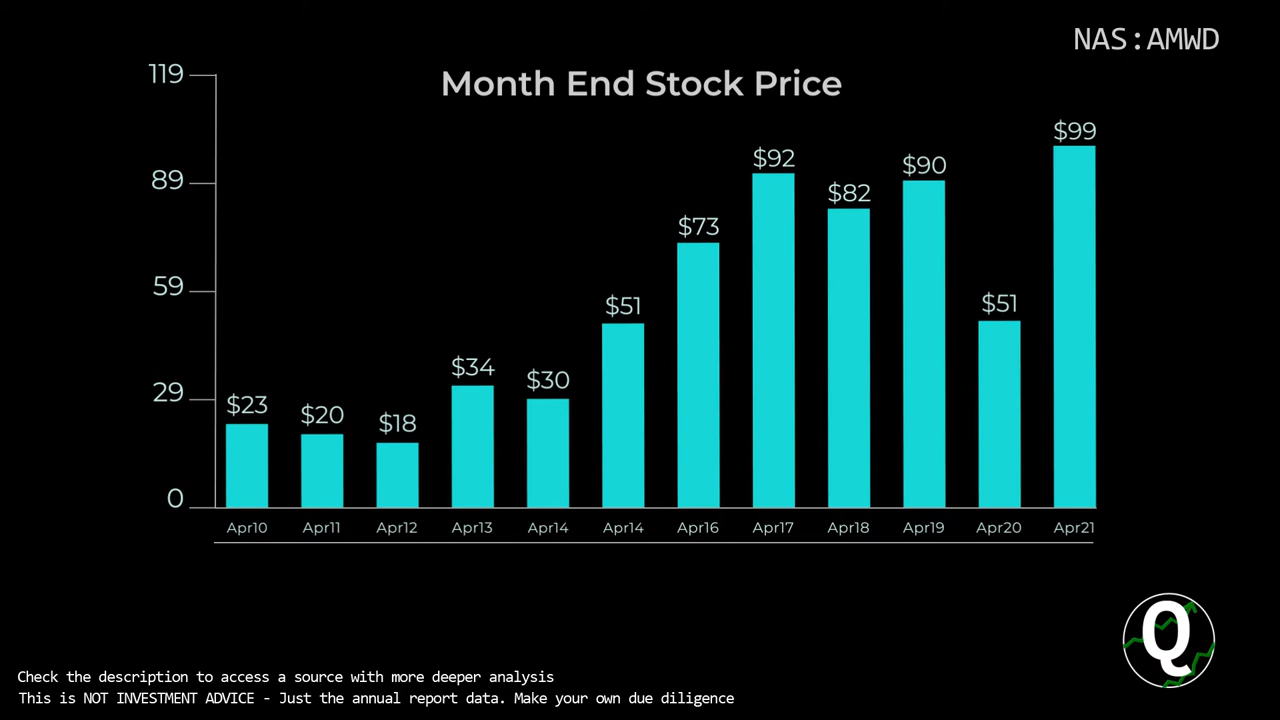 NAS:AMWD
Month End Stock Price
119
89
59
29
0
$23
$20
$18
$34
$30
$51
$73
$92
$82
$90
$51
$99
Apr10 Apr11 Apr12 Apr13 Apr14 Apr14 Apr16 Apr17 Apr18 Apr19 Apr20 Apr21
Q
Check the description to access a source with more deeper analysis
This is NOT INVESTMENT ADVICE - Just the annual report data. Make your own due diligence